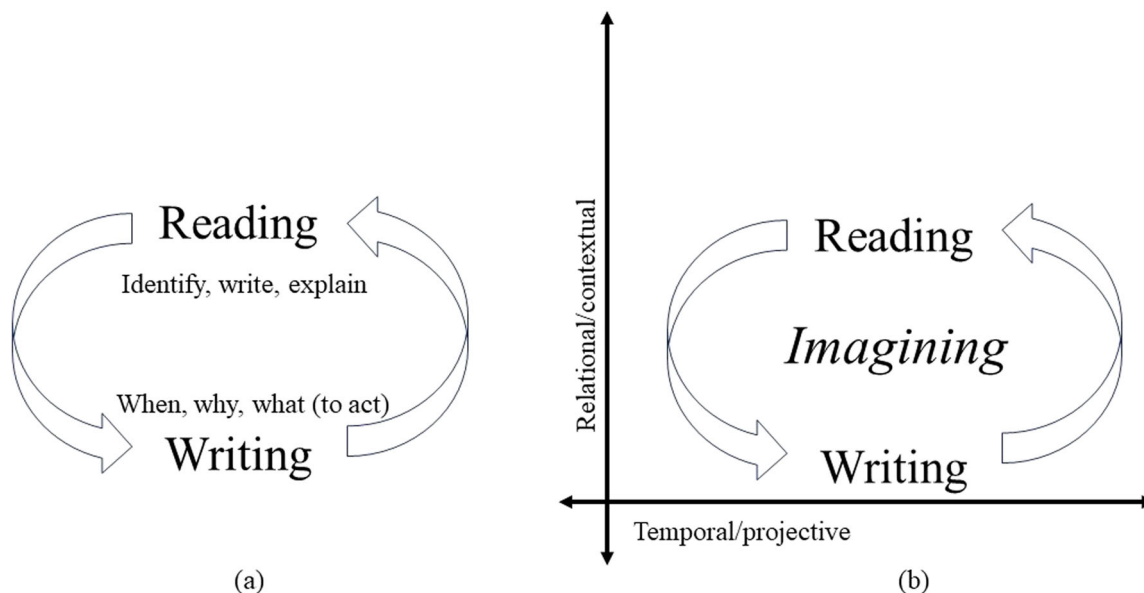 Reading
Identify, write, explain
When, why, what (to act)
Writing
(a)
Relational/contextual
Reading
Imagining
Writing
Temporal/projective
(b)